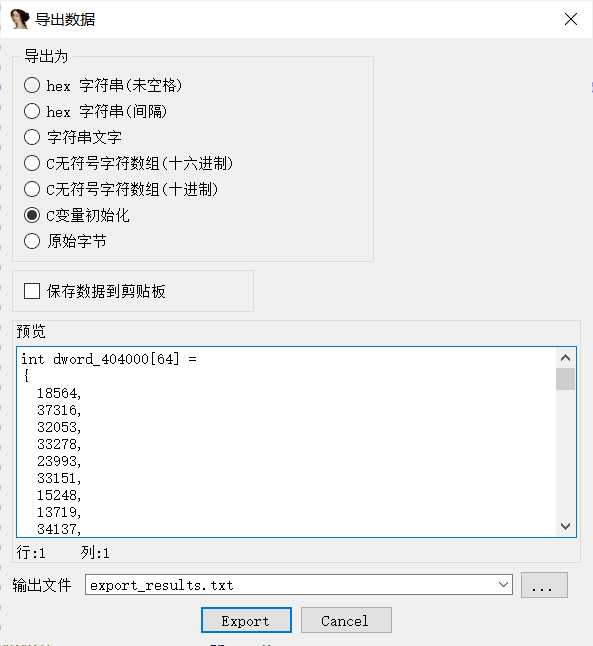 导出数据
导出为
hex 字符串(未空格)
hex 字符串(间隔)
字符串文字
C无符号字符数组(十六进制)
C无符号字符数组(十进制)
C变量初始化
原始字节
保存数据到剪贴板
预览
int dword_404000[64] =
{
18564,
37316,
32053,
33278,
23993,
33151,
15248,
13719,
34137,
行:1 列:1
输出文件 export_results.txt ...
Export Cancel